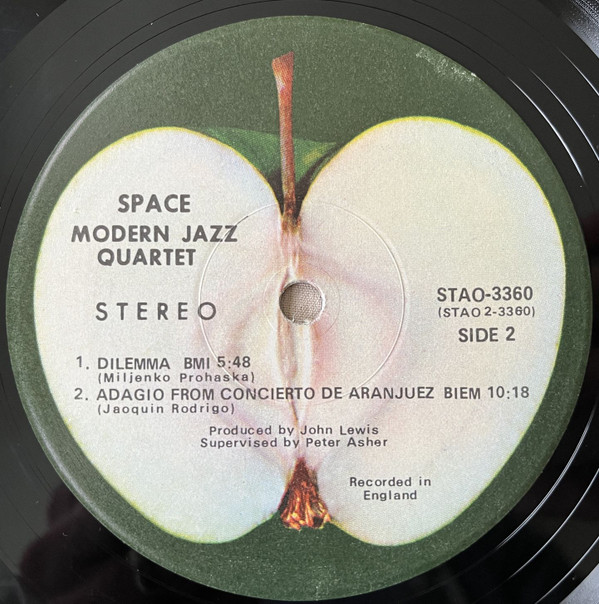 SPACE
MODERN JAZZ
QUARTET
STEREO
STAO-3360
(STAO 2-3360)
SIDE 2
1. DILEMMA BMI 5:48
(Miljenko Prohaska)
2. ADAGIO FROM CONCIERTO DE ARANJUEZ BIEM 10:18
(Jaoquin Rodrigo)
Produced by John Lewis
Supervised by Peter Asher
Recorded in
England